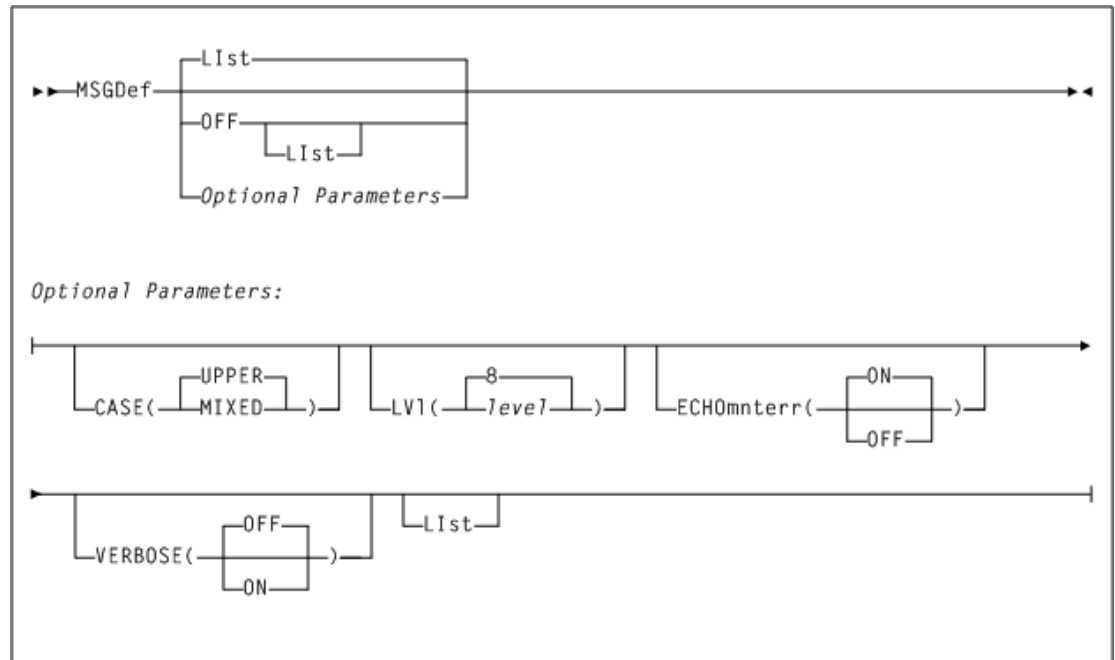 LIst
MSGDef
OFF
LIst
Optional Parameters
Optional Parameters:
UPPER 8 ON
CASE( MIXED ) LVl( level ) ECHOmnterr( )
OFF
OFF LIst
VERBOSE( )
ON